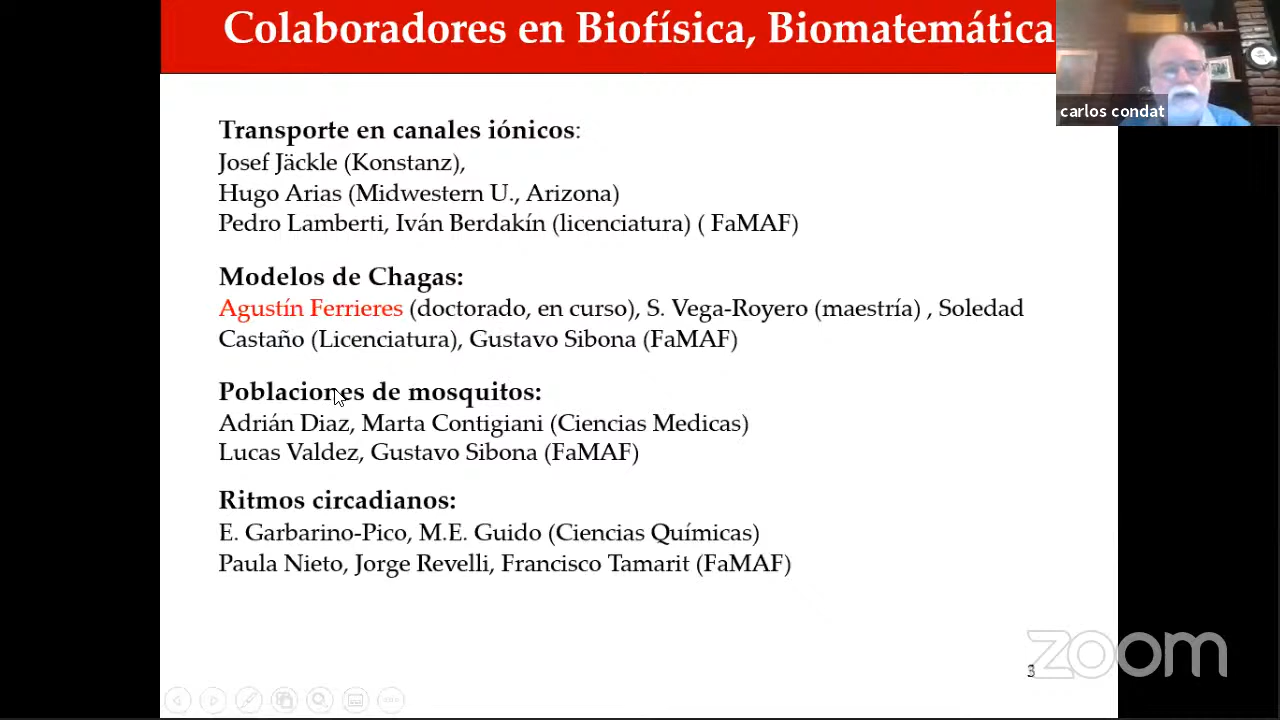 Colaboradores en Biofísica, Biomatemática
carlos condat
Transporte en canales iónicos:
Josef Jäckle (Konstanz),
Hugo Arias (Midwestern U., Arizona)
Pedro Lamberti, Iván Berdakín (licenciatura) ( FaMAF)
Modelos de Chagas:
Agustín Ferrieres (doctorado, en curso), S. Vega-Royero (maestría) , Soledad
Castaño (Licenciatura), Gustavo Sibona (FaMAF)
Poblaciones de mosquitos:
Adrián Diaz, Marta Contigiani (Ciencias Medicas)
Lucas Valdez, Gustavo Sibona (FaMAF)
Ritmos circadianos:
E. Garbarino-Pico, M.E. Guido (Ciencias Químicas)
Paula Nieto, Jorge Revelli, Francisco Tamarit (FaMAF)
zoom
3